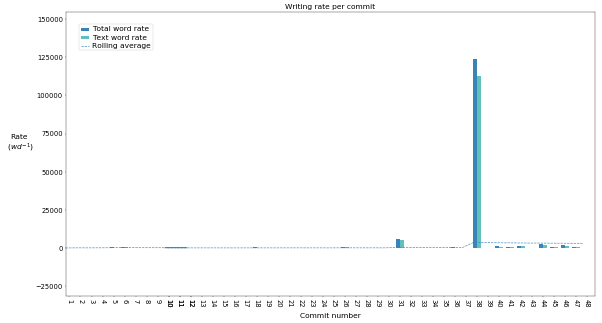 Writing rate per commit
150000
125000
100000
75000
50000
25000
0
−25000
Rate
(wd⁻¹)
Total word rate
Text word rate
Rolling average
1 2 3 4 5 6 7 8 9 10 11 12 13 14 15 16 17 18 19 20 21 22 23 24 25 26 27 28 29 30 31 32 33 34 35 36 37 38 39 40 41 42 43 44 45 46 47 48
Commit number